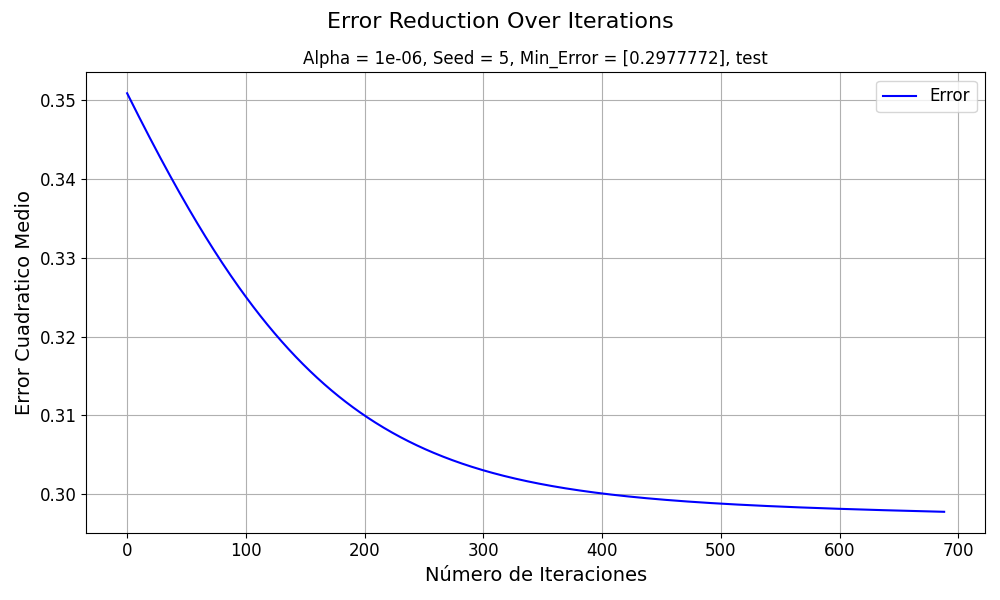 Error Reduction Over Iterations
Alpha = 1e-06, Seed = 5, Min_Error = [0.2977772], test
Error
0.35
0.34
0.33
0.32
0.31
0.30
Error Cuadratico Medio
0 100 200 300 400 500 600 700
Número de Iteraciones